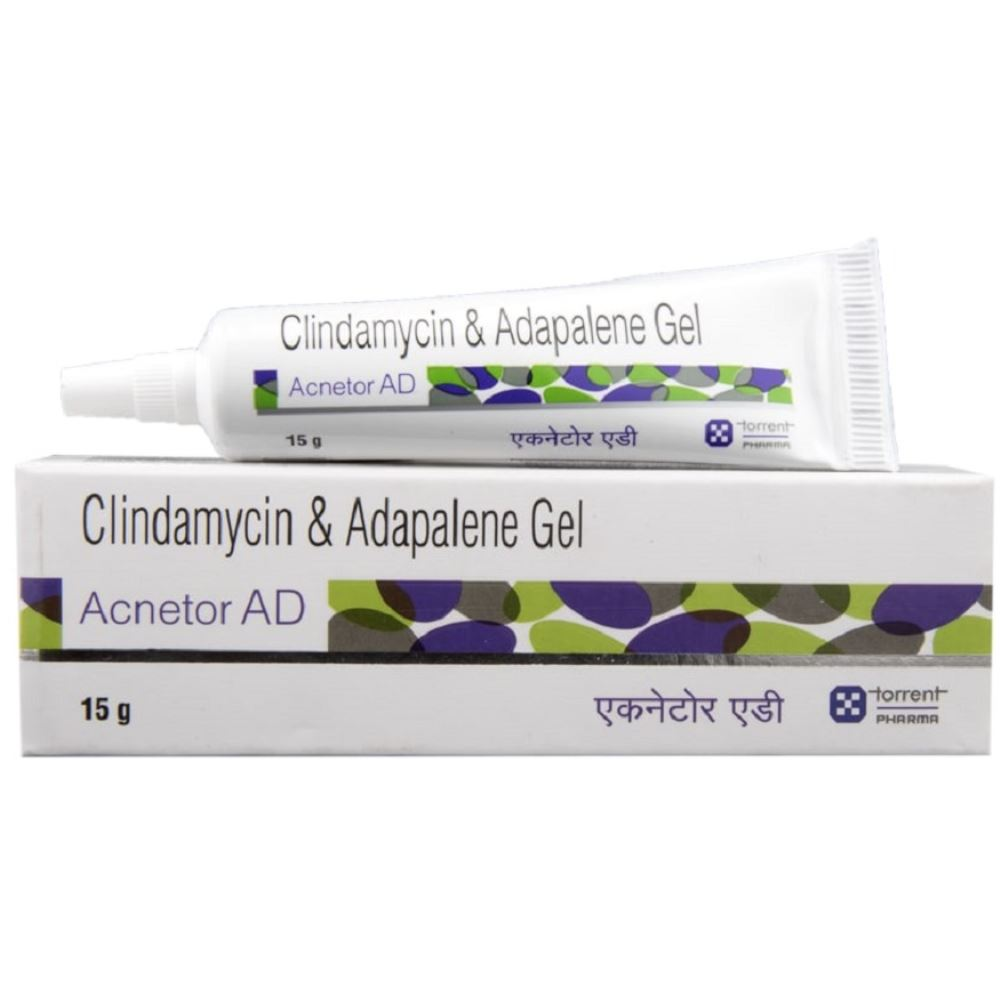 Clindamycin & Adapalene Gel
Acnetor AD
15 g
एकनेटोर एडी
torrent
PHARMA
Clindamycin & Adapalene Gel
Acnetor AD
15 g
एकनेटोर एडी
torrent
PHARMA